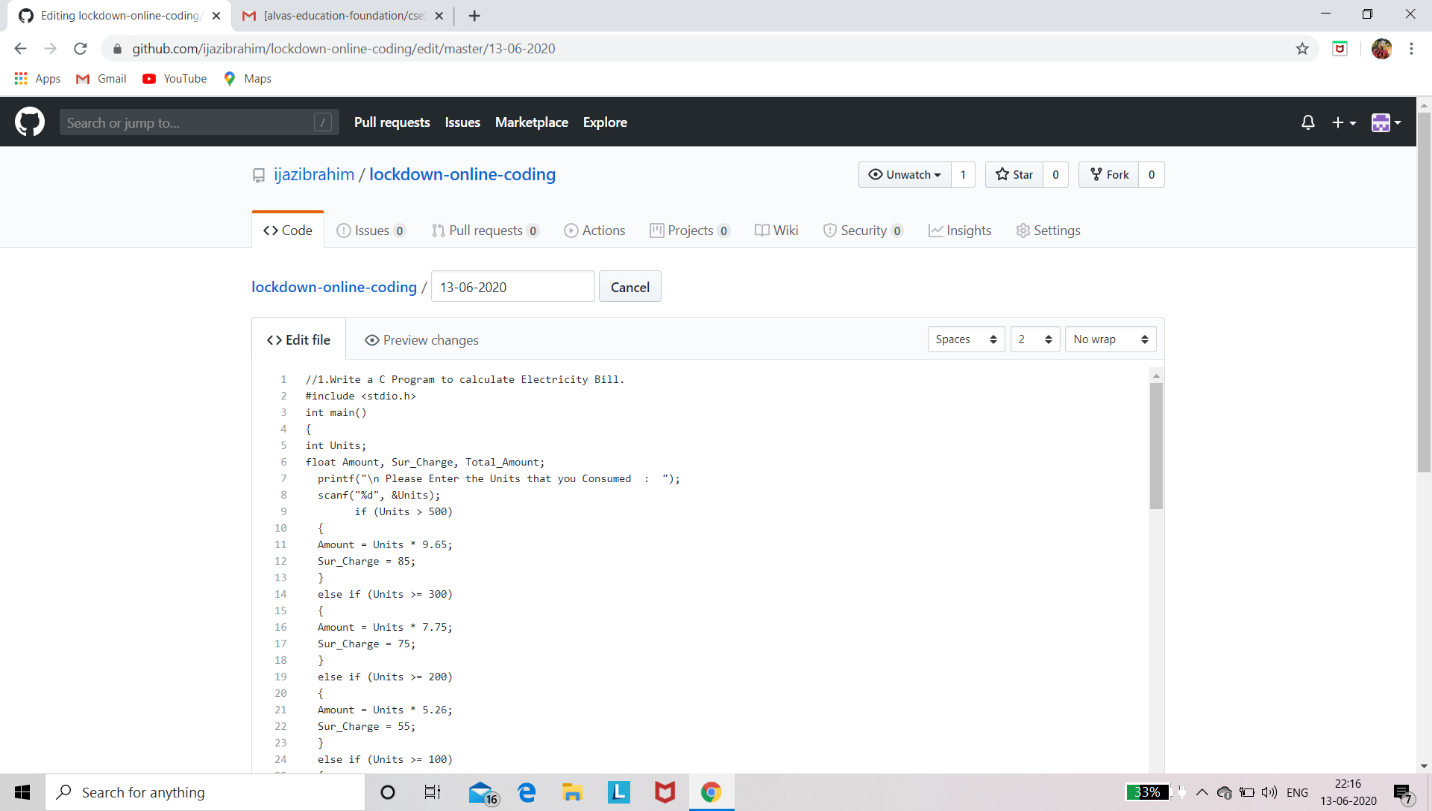 Editing lockdown-online-coding/
[alvas-education-foundation/cse]
github.com/ijazibrahim/lockdown-online-coding/edit/master/13-06-2020
Apps Gmail YouTube Maps
Search or jump to... / Pull requests Issues Marketplace Explore
ijazibrahim / lockdown-online-coding Unwatch 1 Star 0 Fork 0
Code Issues 0 Pull requests 0 Actions Projects 0 Wiki Security 0 Insights Settings
lockdown-online-coding / 13-06-2020 Cancel
<> Edit file Preview changes Spaces 2 No wrap
1 //1.Write a C Program to calculate Electricity Bill.
2 #include <stdio.h>
3 int main()
4 {
5 int Units;
6 float Amount, Sur_Charge, Total_Amount;
7 printf("\n Please Enter the Units that you Consumed  :  ");
8 scanf("%d", &Units);
9 if (Units > 500)
10 {
11 Amount = Units * 9.65;
12 Sur_Charge = 85;
13 }
14 else if (Units >= 300)
15 {
16 Amount = Units * 7.75;
17 Sur_Charge = 75;
18 }
19 else if (Units >= 200)
20 {
21 Amount = Units * 5.26;
22 Sur_Charge = 55;
23 }
24 else if (Units >= 100)
Search for anything 16 33% ENG 22:16
13-06-2020 7